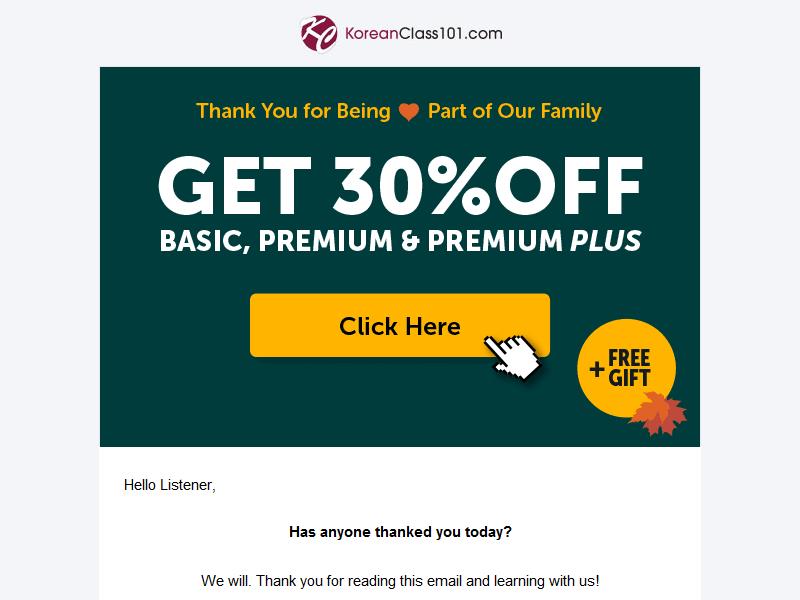 KoreanClass101.com
Thank You for Being Part of Our Family
GET 30%OFF
BASIC, PREMIUM & PREMIUM PLUS
Click Here
+ FREE
GIFT
Hello Listener,
Has anyone thanked you today?
We will. Thank you for reading this email and learning with us!